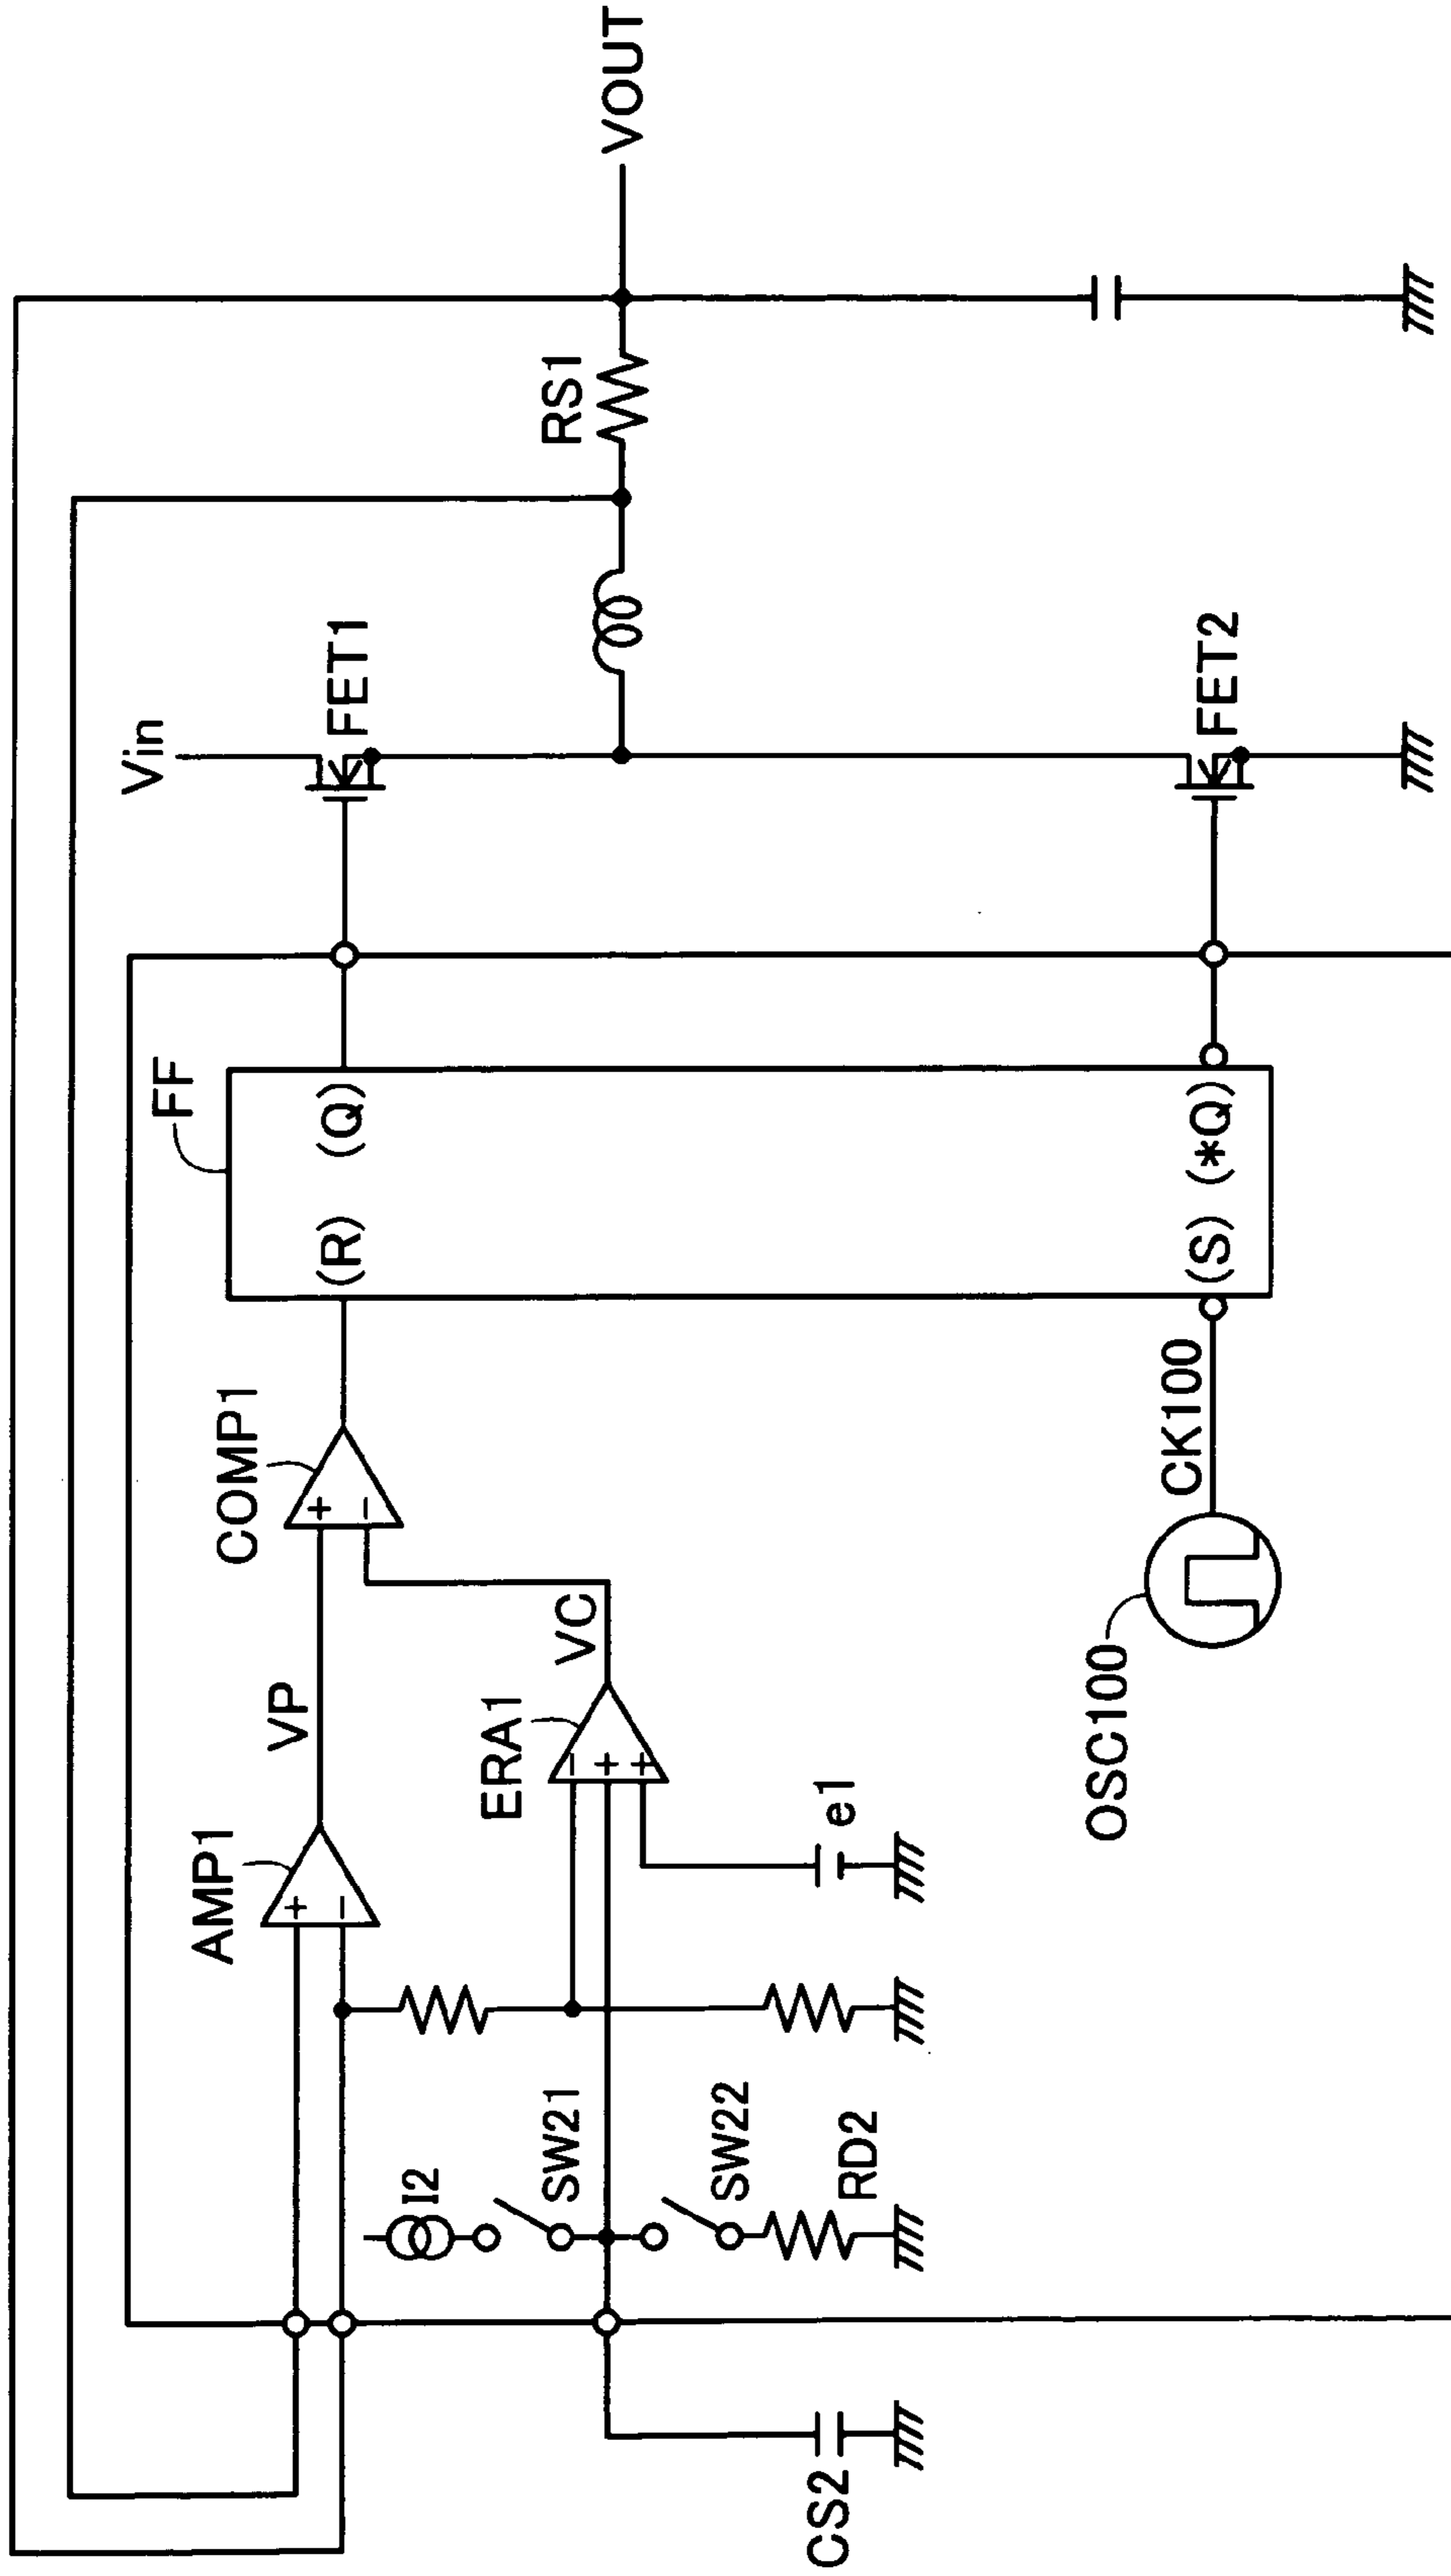 Vin
VOUT
RS1
FET1
FET2
FF
(R) (Q)
(S) (*Q)
COMP1
+
−
VP
VC
AMP1
+
−
ERA1
−
+
+
e1
CK100
OSC100
I2
SW21
SW22
RD2
CS2